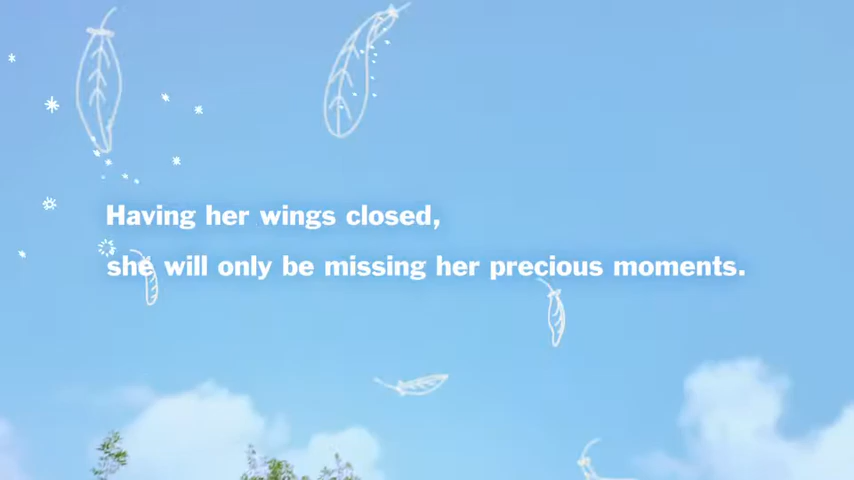 Having her wings closed,
she will only be missing her precious moments.